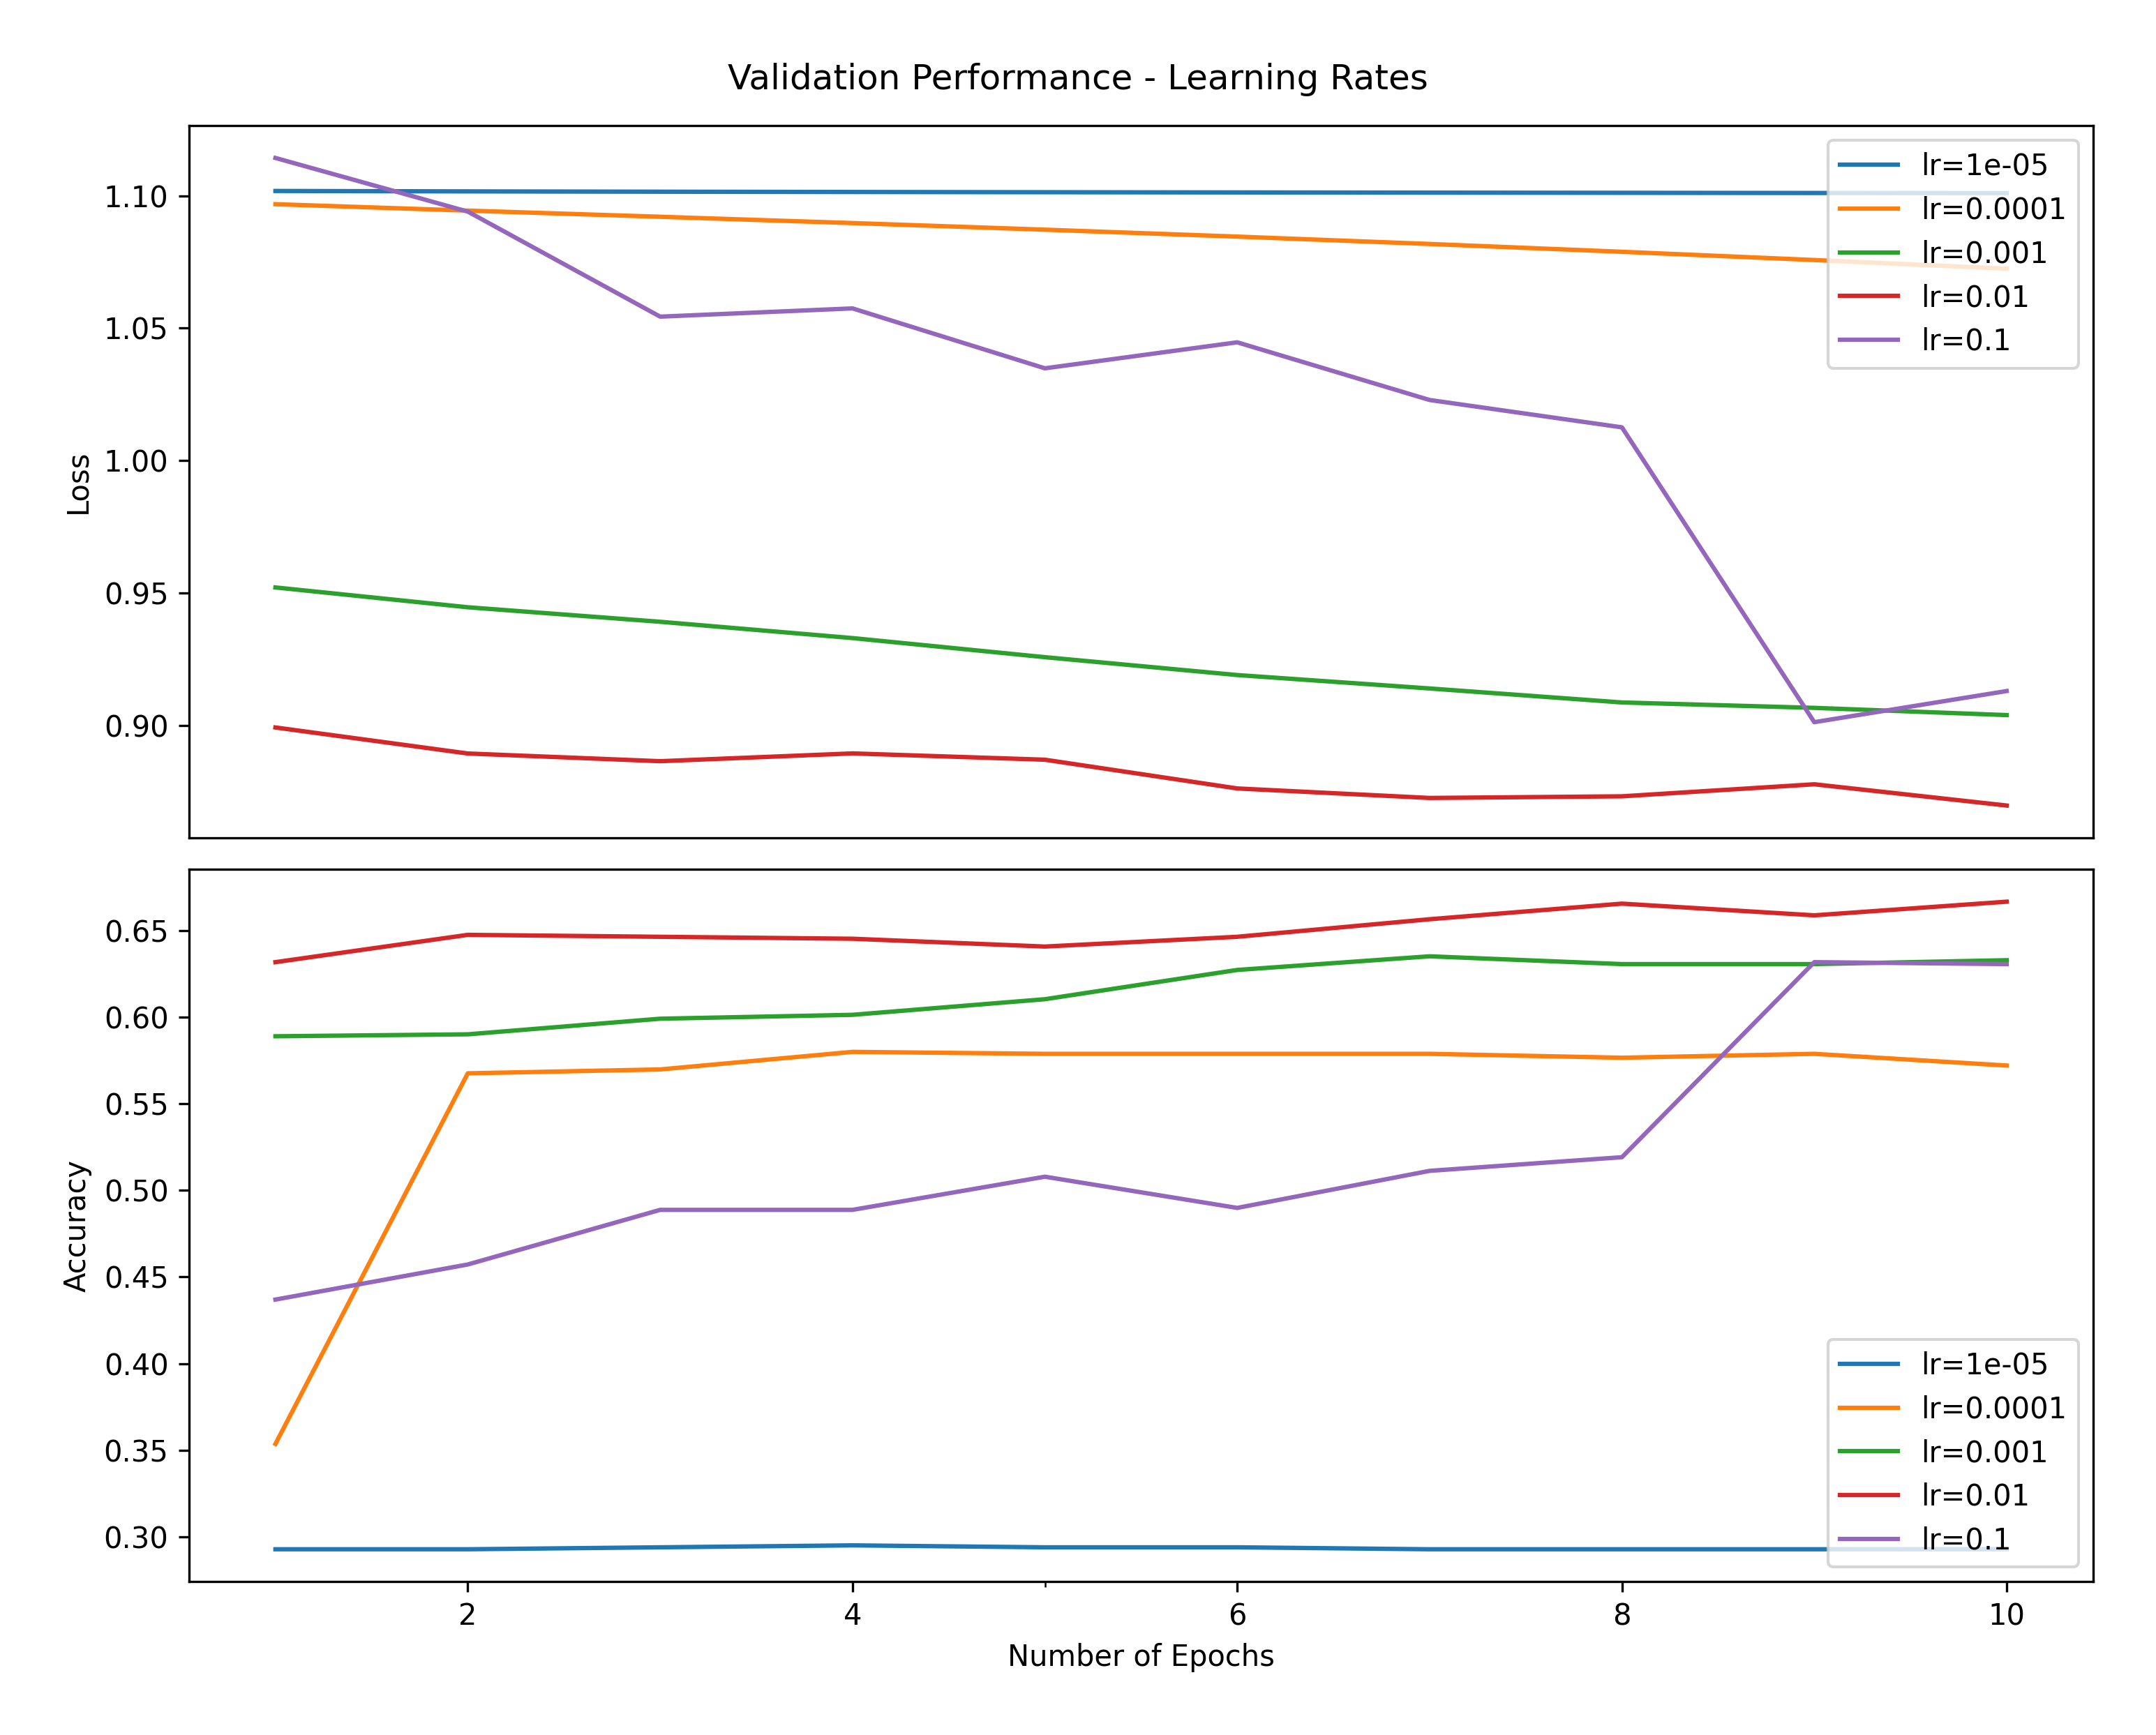 Validation Performance - Learning Rates
lr=1e-05
lr=0.0001
lr=0.001
lr=0.01
lr=0.1
1.10
1.05
1.00
0.95
0.90
Loss
0.65
0.60
0.55
0.50
0.45
0.40
0.35
0.30
Accuracy
lr=1e-05
lr=0.0001
lr=0.001
lr=0.01
lr=0.1
2 4 6 8 10
Number of Epochs